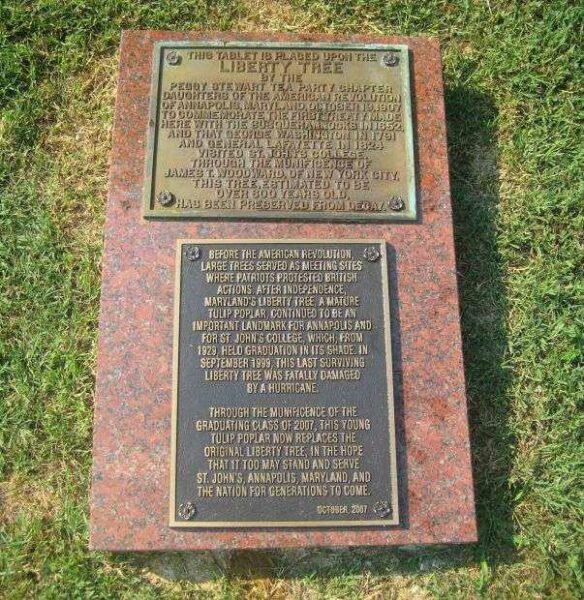 THIS TABLET IS PLACED UPON THE
LIBERTY TREE
BY THE
PEGGY STEWART TEA PARTY CHAPTER
DAUGHTERS OF THE AMERICAN REVOLUTION
OF ANNAPOLIS, MARYLAND, OCTOBER 19,
TO COMMEMORATE THE FIRST TREATY MADE
HERE WITH THE SUSQUEHANNOCKS IN 1652,
AND THAT GEORGE WASHINGTON IN 1791
AND GENERAL LAFAYETTE IN 1824
VISITED ST. JOHN'S COLLEGE.
THROUGH THE MUNIFICENCE OF
JAMES T. WOODWARD, OF NEW YORK CITY,
THIS TREE, ESTIMATED TO BE
OVER 600 YEARS OLD
HAS BEEN PRESERVED FROM DECAY
BEFORE THE AMERICAN REVOLUTION,
LARGE TREES SERVED AS MEETING SITES
WHERE PATRIOTS PROTESTED BRITISH
ACTIONS. AFTER INDEPENDENCE,
MARYLAND'S LIBERTY TREE, A MATURE
TULIP POPLAR, CONTINUED TO BE AN
IMPORTANT LANDMARK FOR ANNAPOLIS AND
FOR ST. JOHN'S COLLEGE, WHICH, FROM
1929, HELD GRADUATION IN ITS SHADE. IN
SEPTEMBER 1999, THIS LAST SURVIVING
LIBERTY TREE WAS FATALLY DAMAGED
BY A HURRICANE.
THROUGH THE MUNIFICENCE OF THE
GRADUATING CLASS OF 2007, THIS YOUNG
TULIP POPLAR NOW REPLACES THE
ORIGINAL LIBERTY TREE, IN THE HOPE
THAT IT TOO MAY STAND AND SERVE
ST. JOHN'S, ANNAPOLIS, MARYLAND, AND
THE NATION FOR GENERATIONS TO COME.
OCTOBER, 2007